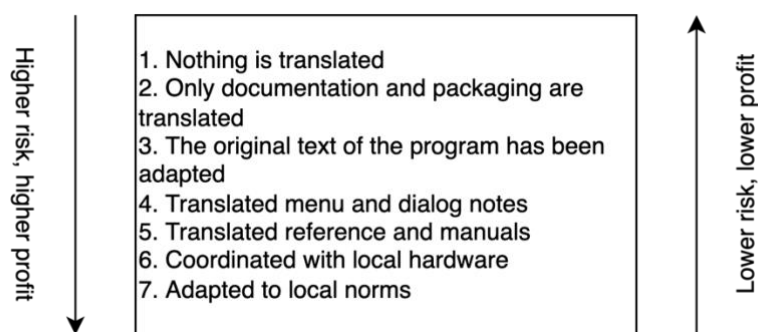 Higher risk, higher profit
1. Nothing is translated
2. Only documentation and packaging are
translated
3. The original text of the program has been
adapted
4. Translated menu and dialog notes
5. Translated reference and manuals
6. Coordinated with local hardware
7. Adapted to local norms
Lower risk, lower profit